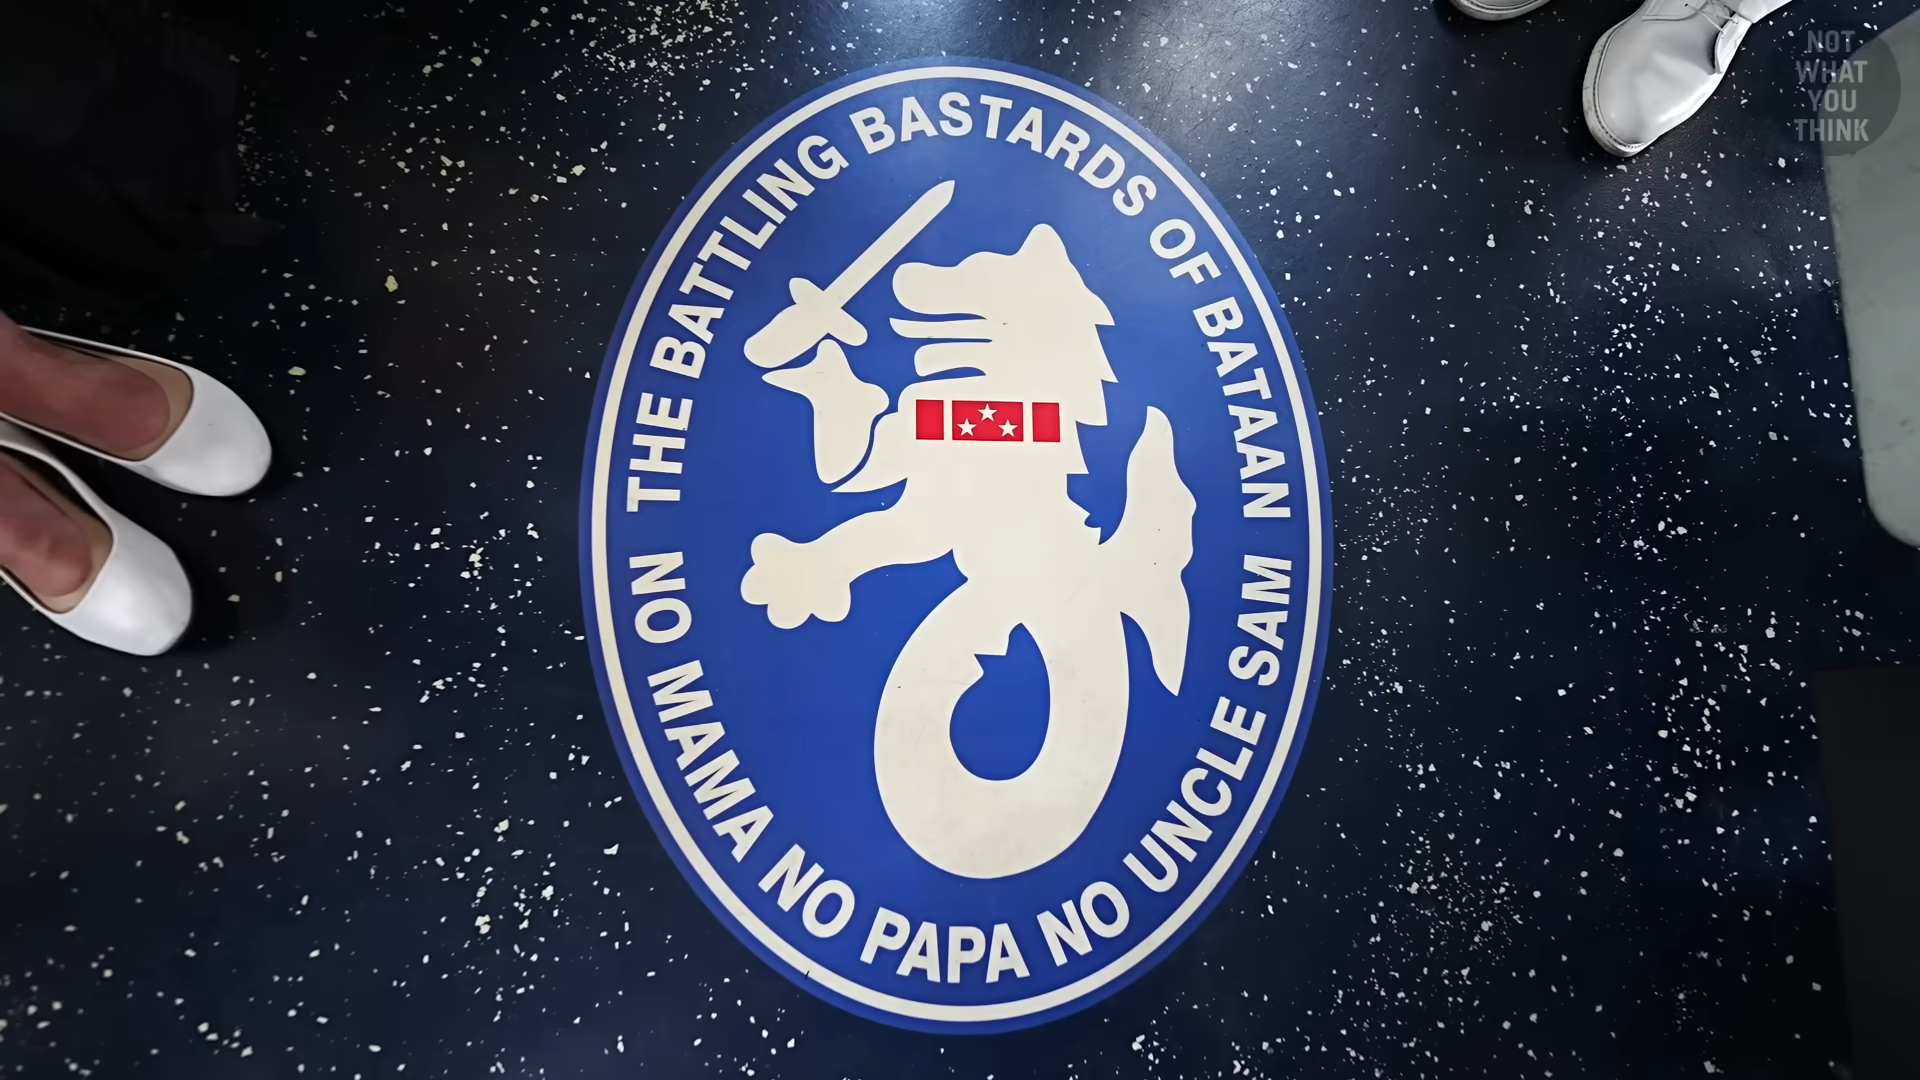 THE BATTLING BASTARDS OF BATAAN
NO MAMA NO PAPA NO UNCLE SAM
NOT
WHAT
YOU
THINK